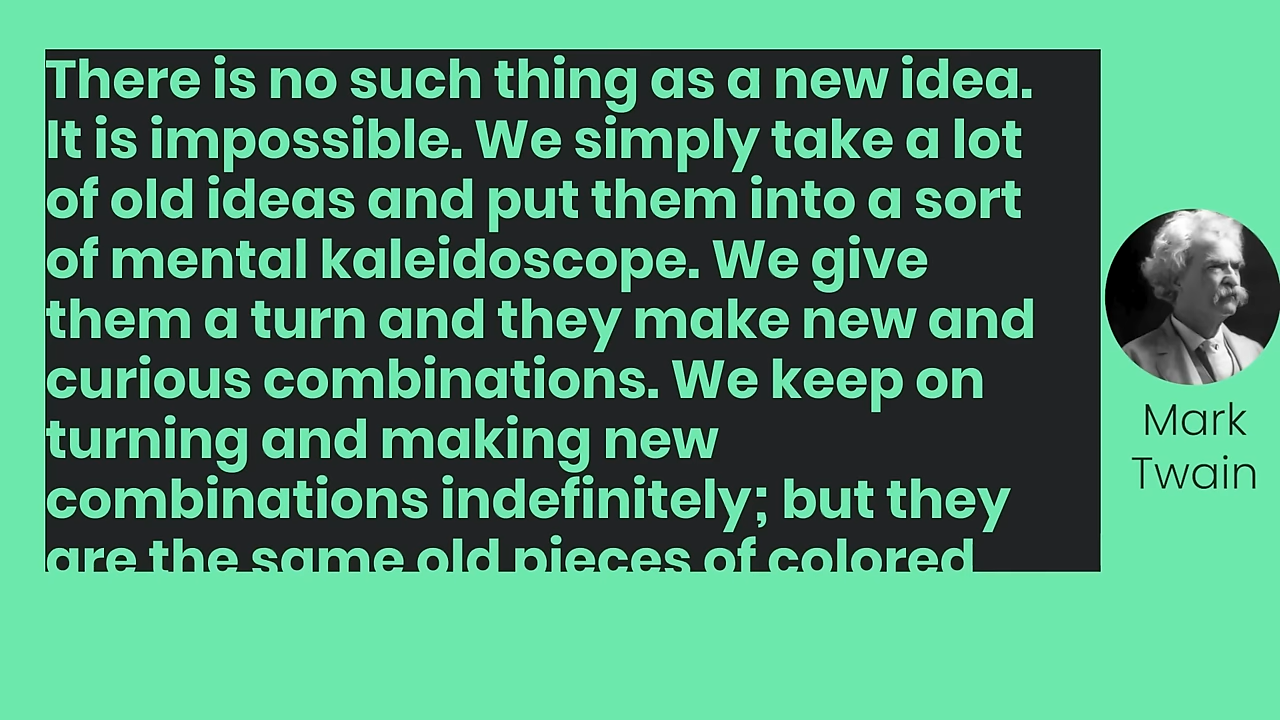 There is no such thing as a new idea.
It is impossible. We simply take a lot
of old ideas and put them into a sort
of mental kaleidoscope. We give
them a turn and they make new and
curious combinations. We keep on
turning and making new
combinations indefinitely; but they
are the same old pieces of colored
Mark
Twain